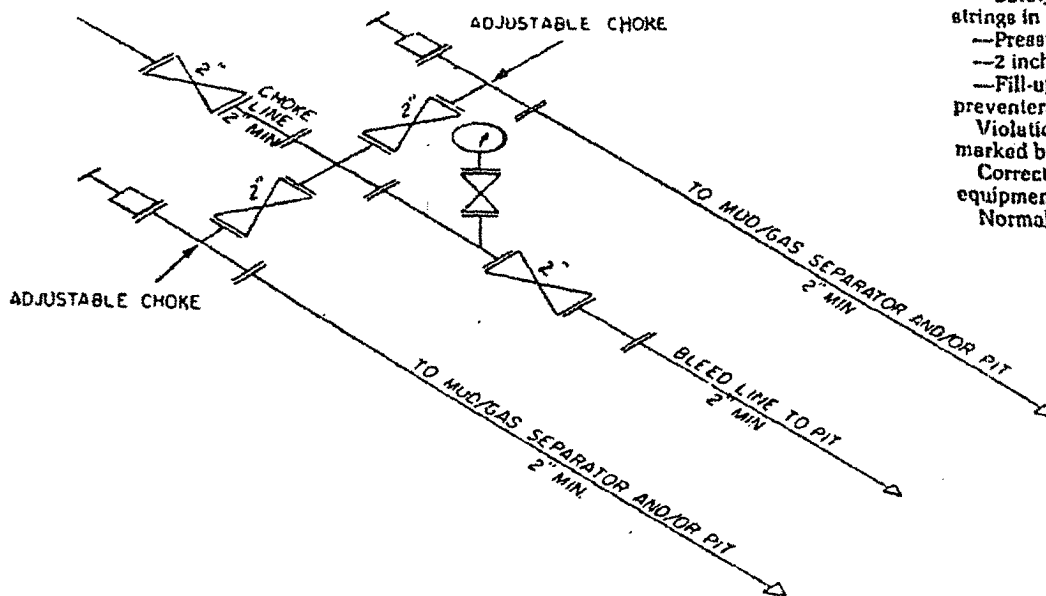 ADJUSTABLE CHOKE
strings in
—Press
—2 inch
—Fill-u
preventer
Violatio
marked b
Correct
equipmen
Normal
2"
CHOKE
LINE
2" MIN
2"
2"
2"
TO MUD/GAS SEPARATOR AND/OR PIT
2" MIN
ADJUSTABLE CHOKE
BLEED LINE TO PIT
2" MIN
TO MUD/GAS SEPARATOR AND/OR PIT
2" MIN.